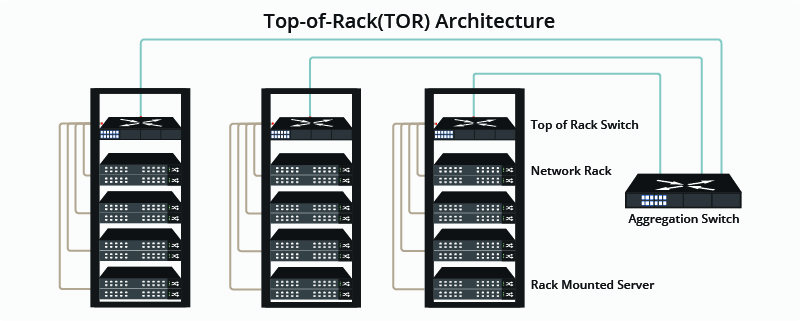 Top-of-Rack(TOR) Architecture
Top of Rack Switch
Network Rack
Aggregation Switch
Rack Mounted Server